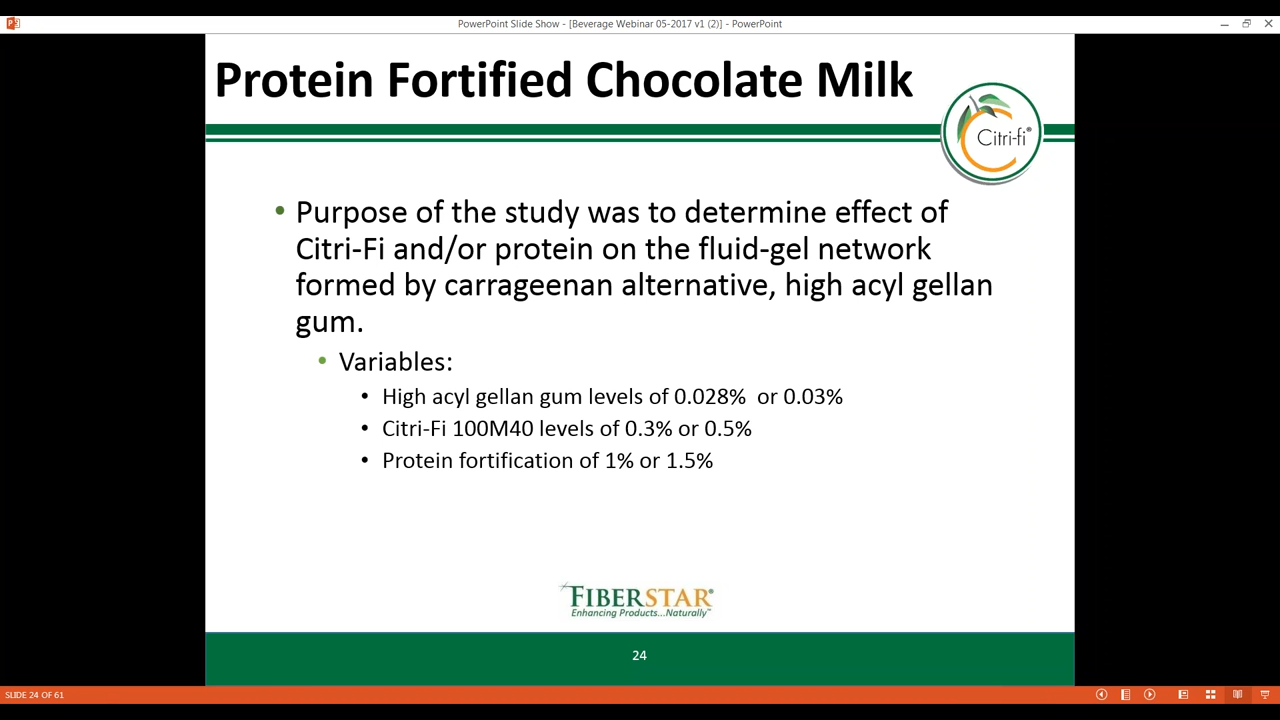 PowerPoint Slide Show - [Beverage Webinar 05-2017 v1 (2)] - PowerPoint
Protein Fortified Chocolate Milk
Citri-fi®
• Purpose of the study was to determine effect of
Citri-Fi and/or protein on the fluid-gel network
formed by carrageenan alternative, high acyl gellan
gum.
• Variables:
• High acyl gellan gum levels of 0.028%  or 0.03%
• Citri-Fi 100M40 levels of 0.3% or 0.5%
• Protein fortification of 1% or 1.5%
FIBERSTAR®
Enhancing Products...Naturally™
24
SLIDE 24 OF 61